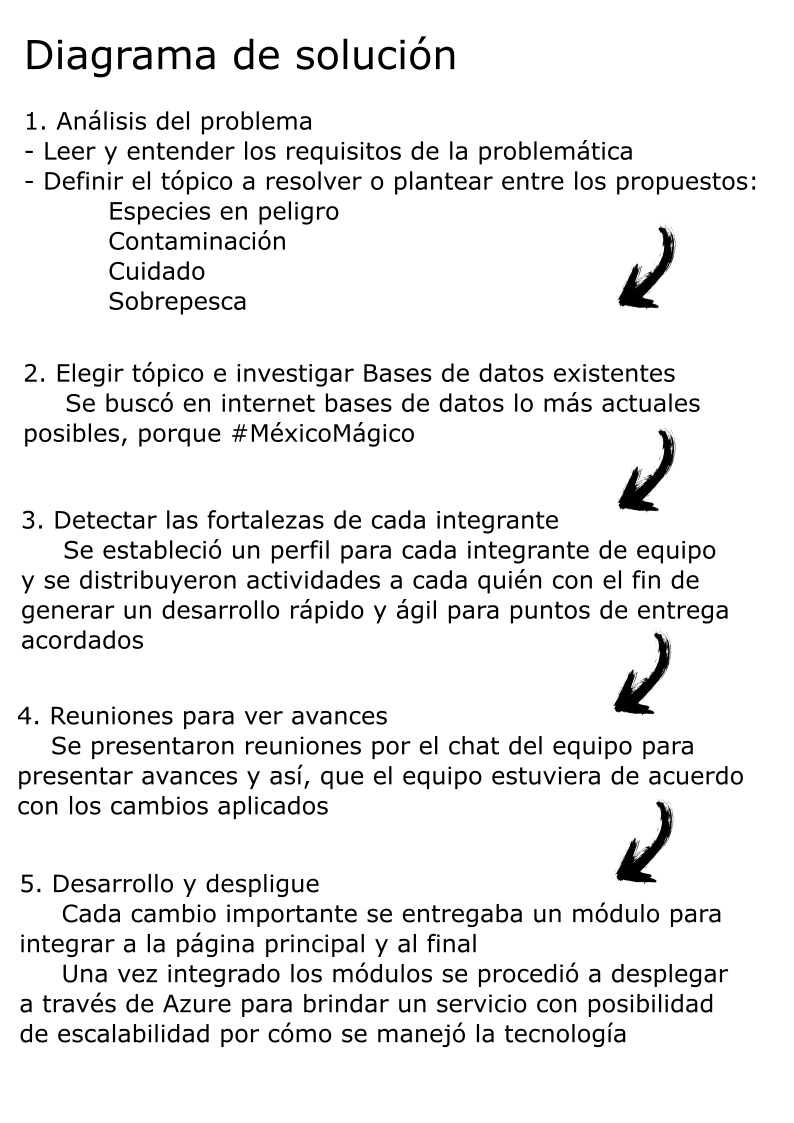 Diagrama de solución
1. Análisis del problema
- Leer y entender los requisitos de la problemática
- Definir el tópico a resolver o plantear entre los propuestos:
Especies en peligro
Contaminación
Cuidado
Sobrepesca
2. Elegir tópico e investigar Bases de datos existentes
Se buscó en internet bases de datos lo más actuales
posibles, porque #MéxicoMágico
3. Detectar las fortalezas de cada integrante
Se estableció un perfil para cada integrante de equipo
y se distribuyeron actividades a cada quién con el fin de
generar un desarrollo rápido y ágil para puntos de entrega
acordados
4. Reuniones para ver avances
Se presentaron reuniones por el chat del equipo para
presentar avances y así, que el equipo estuviera de acuerdo
con los cambios aplicados
5. Desarrollo y despligue
Cada cambio importante se entregaba un módulo para
integrar a la página principal y al final
Una vez integrado los módulos se procedió a desplegar
a través de Azure para brindar un servicio con posibilidad
de escalabilidad por cómo se manejó la tecnología